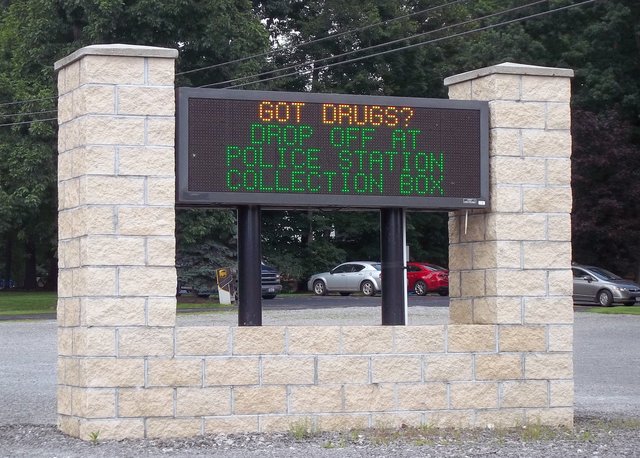 GOT DRUGS?
DROP OFF AT
POLICE STATION
COLLECTION BOX